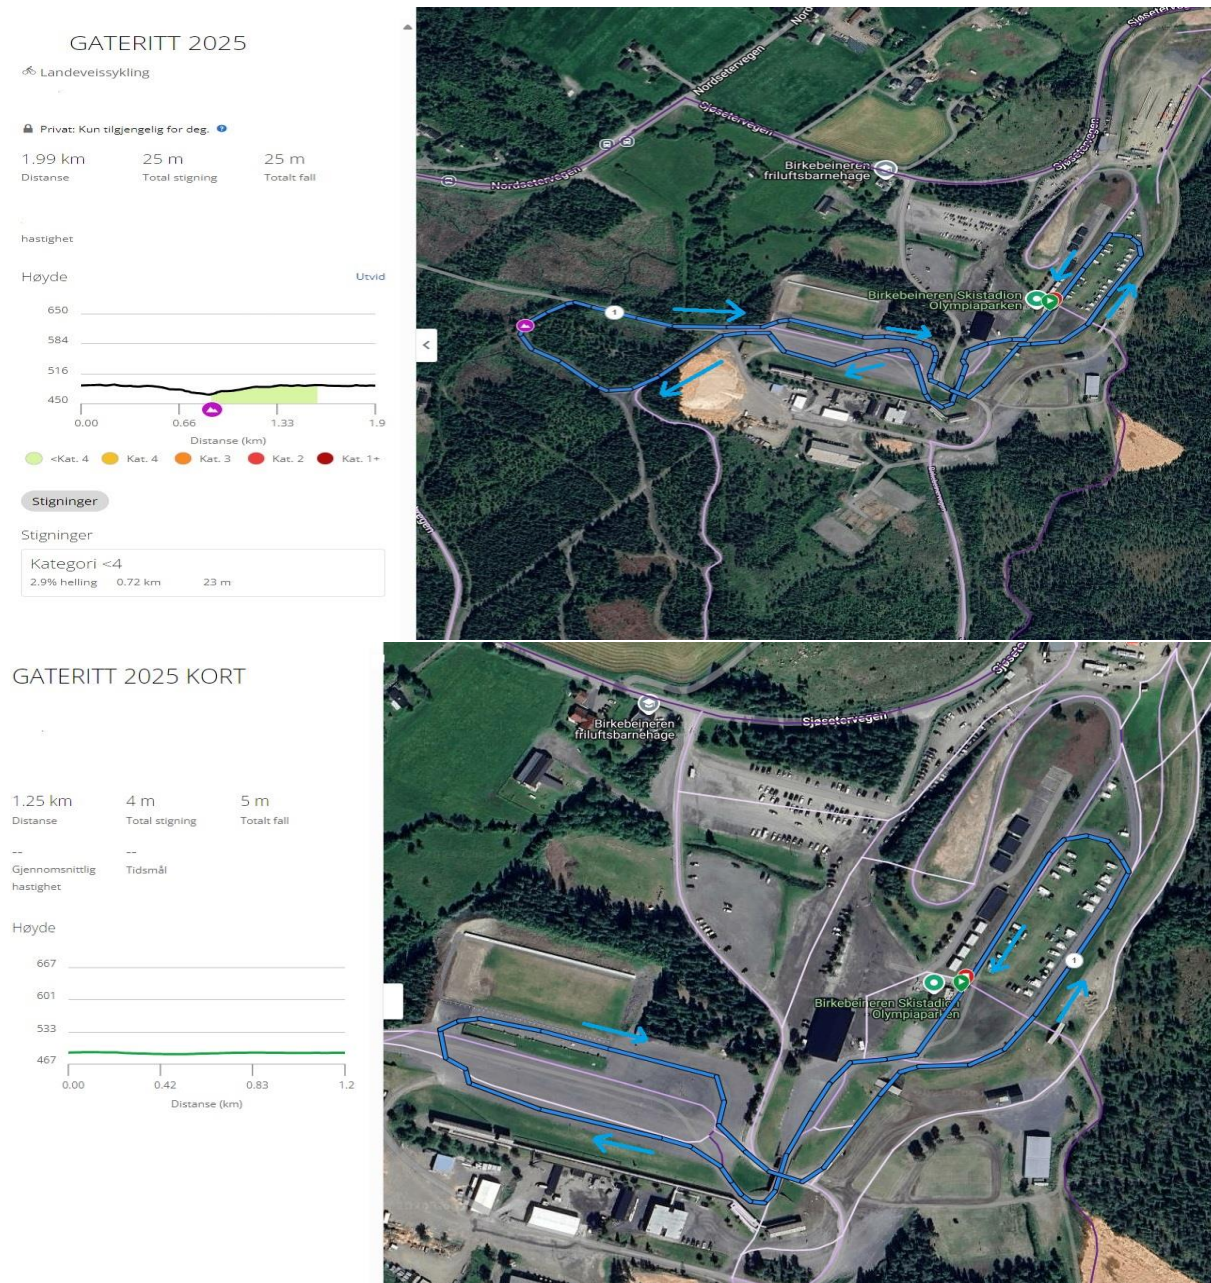 GATERITT 2025
Landeveissykling
Privat: Kun tilgjengelig for deg. ?
1.99 km 25 m 25 m
Distanse Total stigning Totalt fall
hastighet
Høyde Utvid
650
584
516
450
0.00 0.66 1.33 1.9
Distanse (km)
<Kat. 4 Kat. 4 Kat. 3 Kat. 2 Kat. 1+
Stigninger
Stigninger
Kategori <4
2.9% helling 0.72 km 23 m
Nordsetervegen
Nordsetervegen
Sjøsetervegen
Sjøsetervegen
Sjøsetervegen
Birkebeineren
friluftsbarnehage
Birkebeineren Skistadion
Olympiaparken
1
GATERITT 2025 KORT
1.25 km 4 m 5 m
Distanse Total stigning Totalt fall
-- --
Gjennomsnittlig Tidsmål
hastighet
Høyde
667
601
533
467
0.00 0.42 0.83 1.2
Distanse (km)
Birkebeineren
friluftsbarnehage
Sjøsetervegen
Birkebeineren Skistadion
Olympiaparken
1